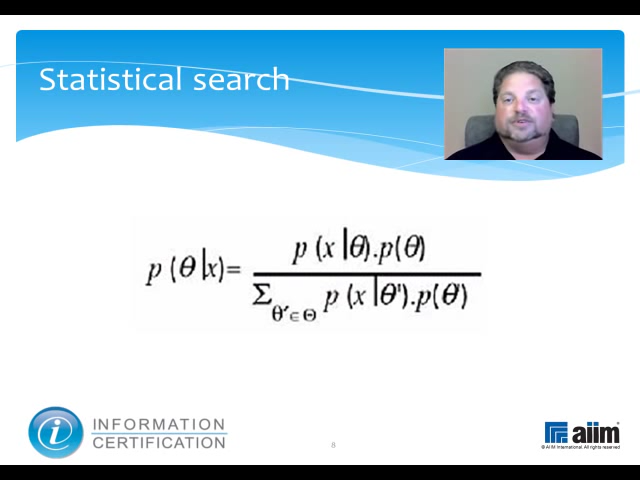 Statistical search
p (θ|x)= p (x|θ).p(θ)
Σθ'∈Θ p (x|θ').p(θ')
i INFORMATION
CERTIFICATION
8
aiim
© AIIM International. All rights reserved